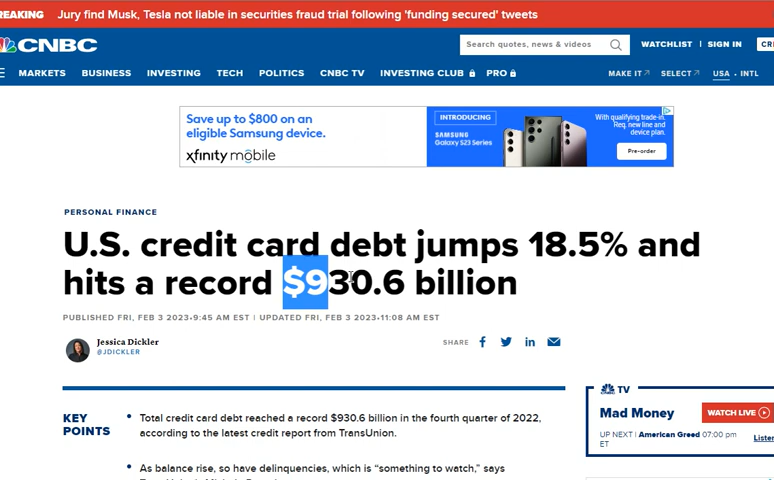 REAKING
Jury find Musk, Tesla not liable in securities fraud trial following 'funding secured' tweets
CNBC
Search quotes, news & videos
WATCHLIST | SIGN IN
MARKETS BUSINESS INVESTING TECH POLITICS CNBC TV INVESTING CLUB PRO
MAKE IT SELECT USA • INTL
Save up to $800 on an
eligible Samsung device.
xfinity mobile
INTRODUCING
SAMSUNG
Galaxy S23 Series
With qualifying trade-in.
Req. new line and
device plan.
Pre-order
PERSONAL FINANCE
U.S. credit card debt jumps 18.5% and
hits a record $930.6 billion
PUBLISHED FRI, FEB 3 2023•9:45 AM EST | UPDATED FRI, FEB 3 2023•11:08 AM EST
Jessica Dickler
@JDICKLER
SHARE
KEY
POINTS
• Total credit card debt reached a record $930.6 billion in the fourth quarter of 2022,
according to the latest credit report from TransUnion.
• As balance rise, so have delinquencies, which is “something to watch,” says
TV
Mad Money
WATCH LIVE
UP NEXT | American Greed 07:00 pm
ET
Listen